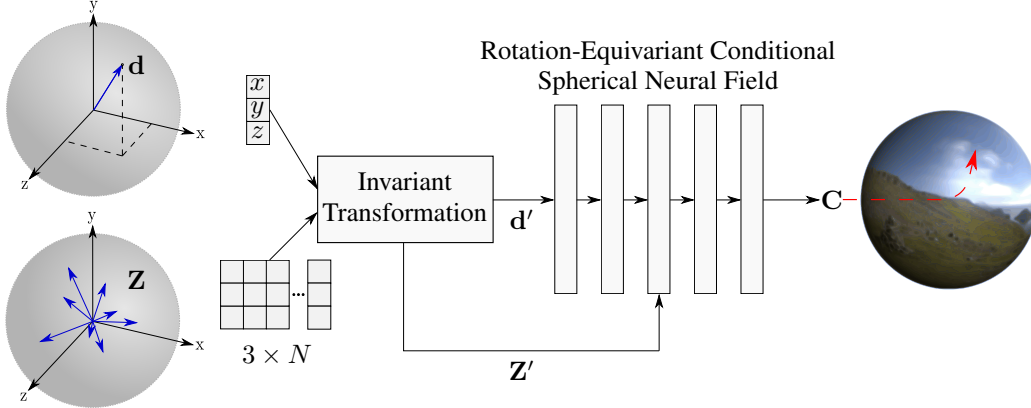 y
d
x
z
y
Z
x
z
x
y
z
3 × N
...
Invariant
Transformation
d′
Z′
Rotation-Equivariant Conditional
Spherical Neural Field
C